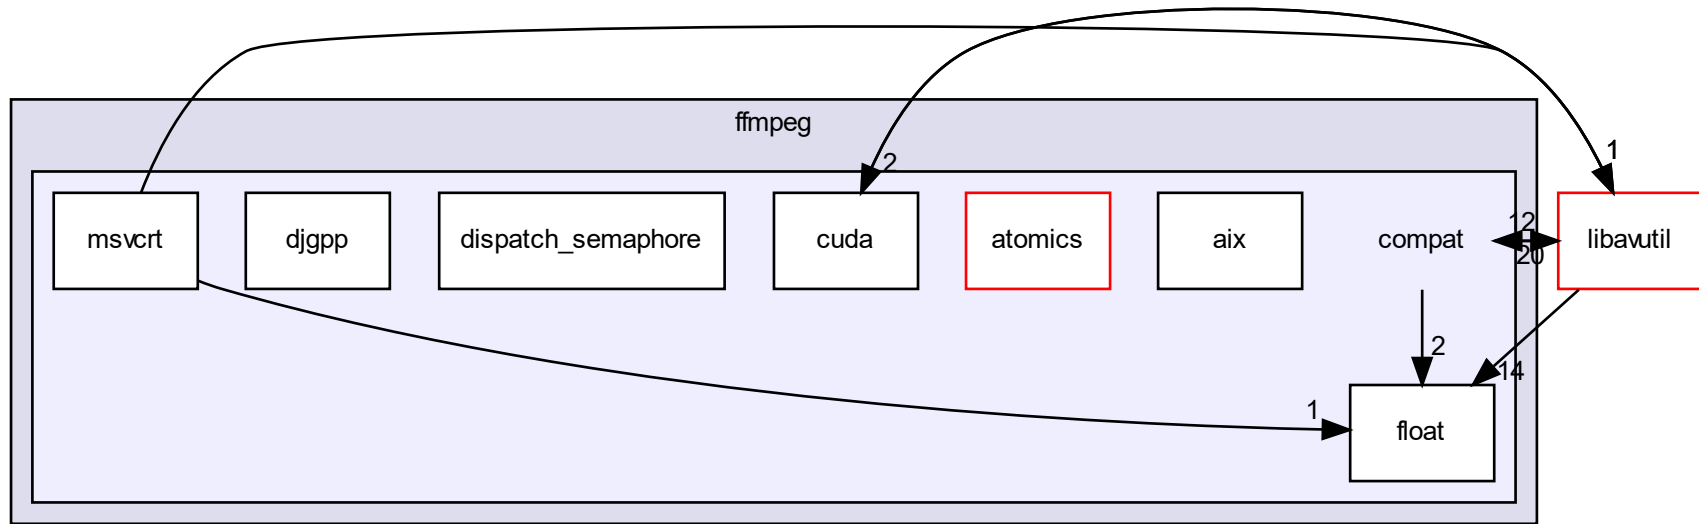 ffmpeg
2
1
msvcrt
djgpp
dispatch_semaphore
cuda
atomics
aix
compat
12
20
libavutil
2
14
1
float